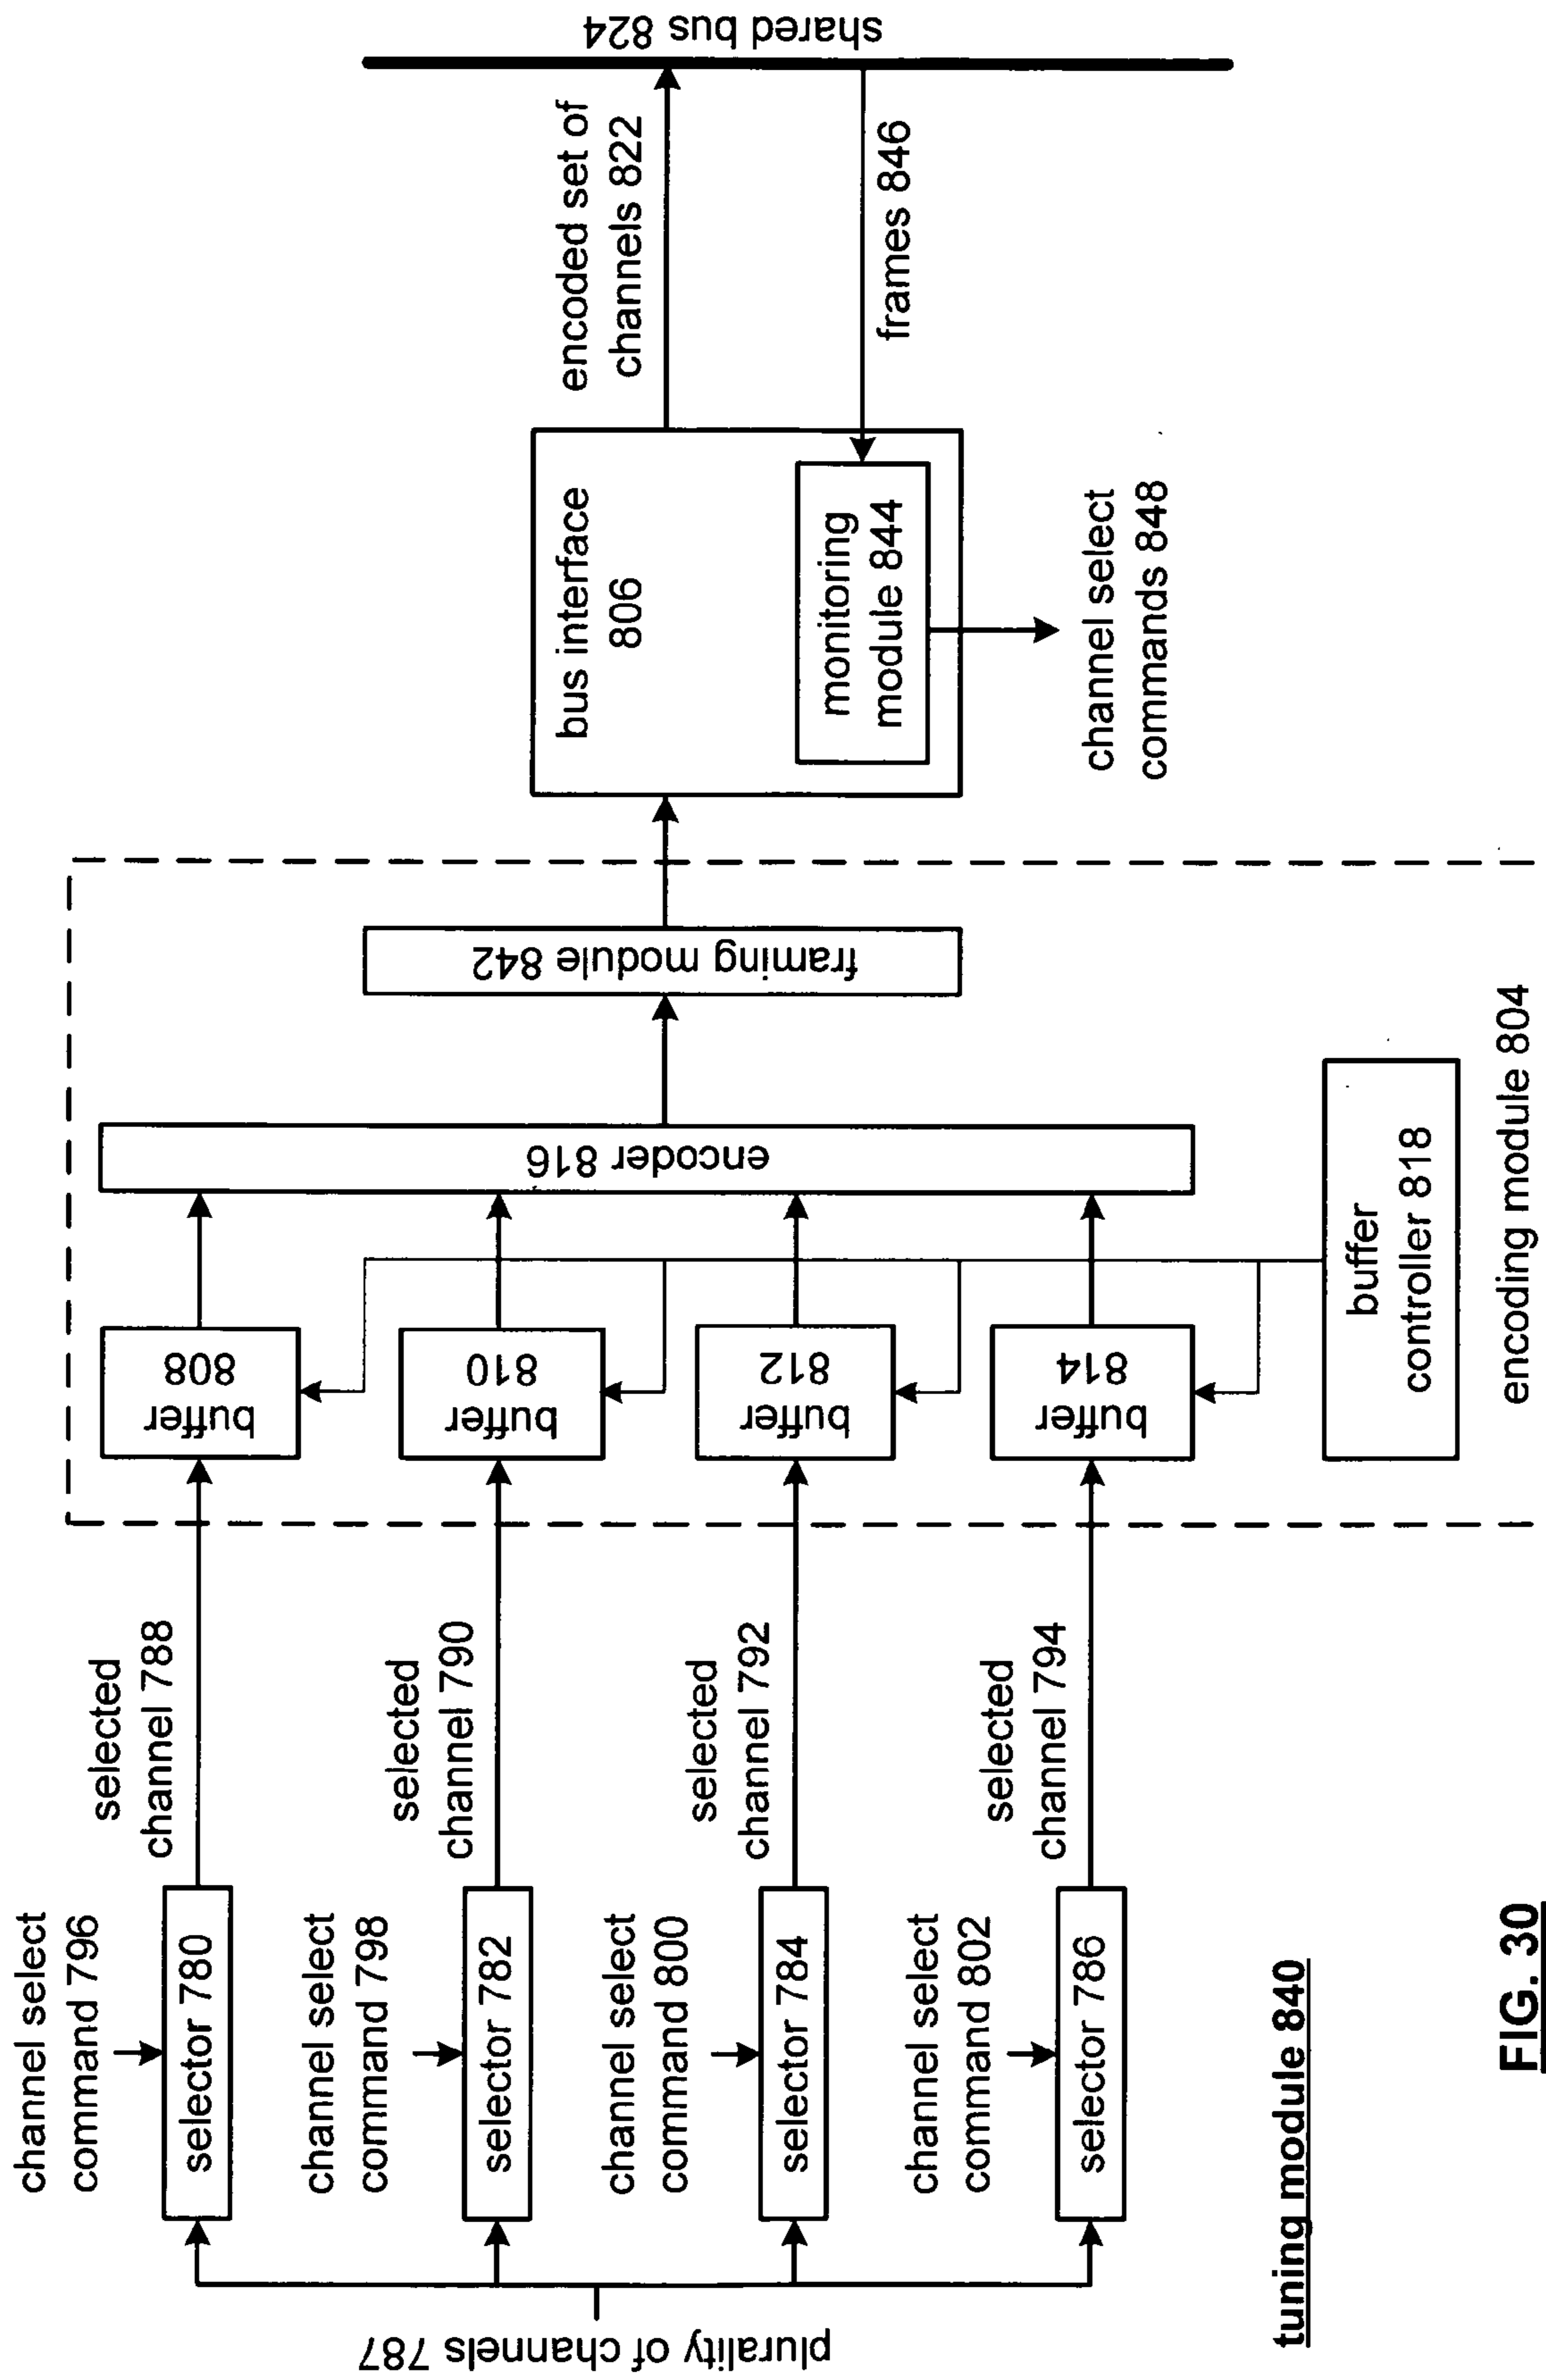 plurality of channels 787
channel select
command 796
selector 780
channel select
command 798
selector 782
channel select
command 800
selector 784
channel select
command 802
selector 786
selected
channel 788
selected
channel 790
selected
channel 792
selected
channel 794
buffer
808
buffer
810
buffer
812
buffer
814
encoder 816
framing module 842
buffer
controller 818
encoding module 804
bus interface
806
monitoring
module 844
channel select
commands 848
encoded set of
channels 822
frames 846
shared bus 824
tuning module 840
FIG. 30